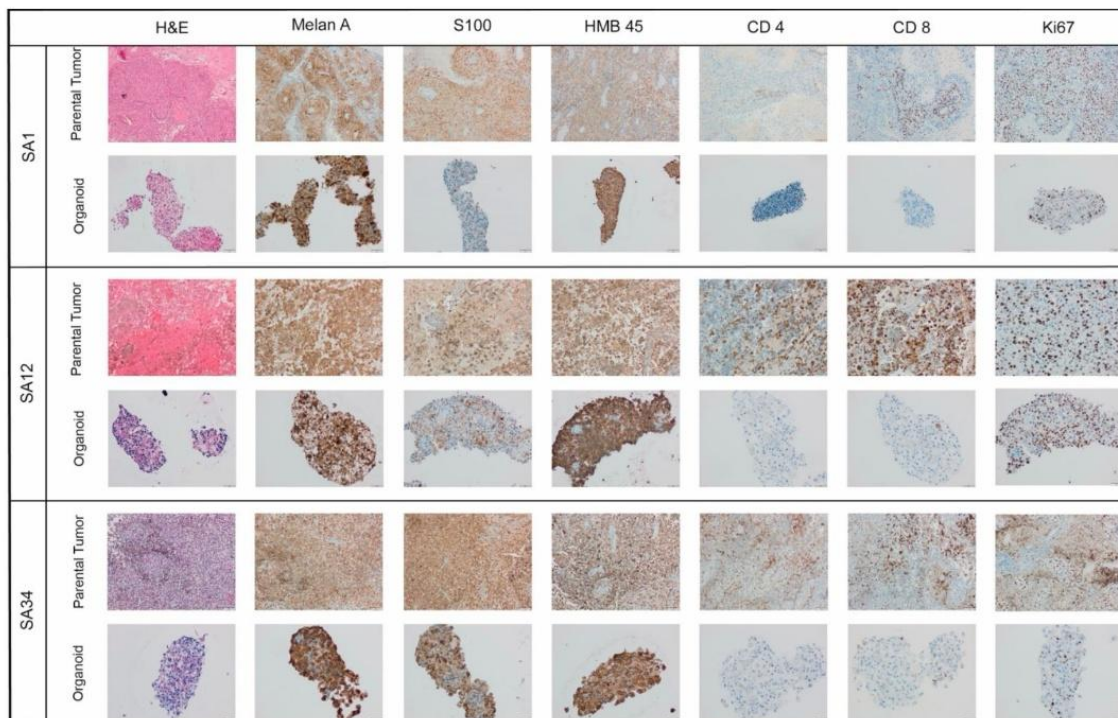 H&E Melan A S100 HMB 45 CD 4 CD 8 Ki67
SA1
Parental Tumor
Organoid
SA12
Parental Tumor
Organoid
SA34
Parental Tumor
Organoid